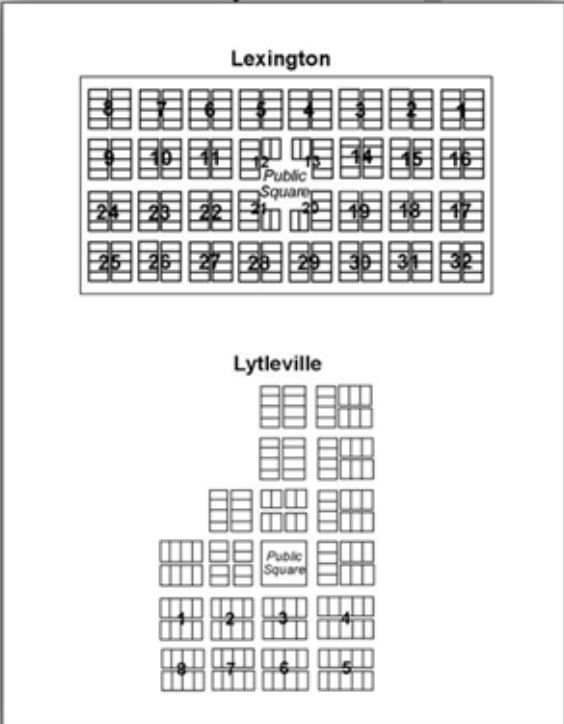 Lexington
8 7 6 5 4 3 2 1
9 10 11 12 13 14 15 16
Public
Square
24 23 22 21 20 19 18 17
25 26 27 28 29 30 31 32
Lytleville
Public
Square
1 2 3 4
8 7 6 5